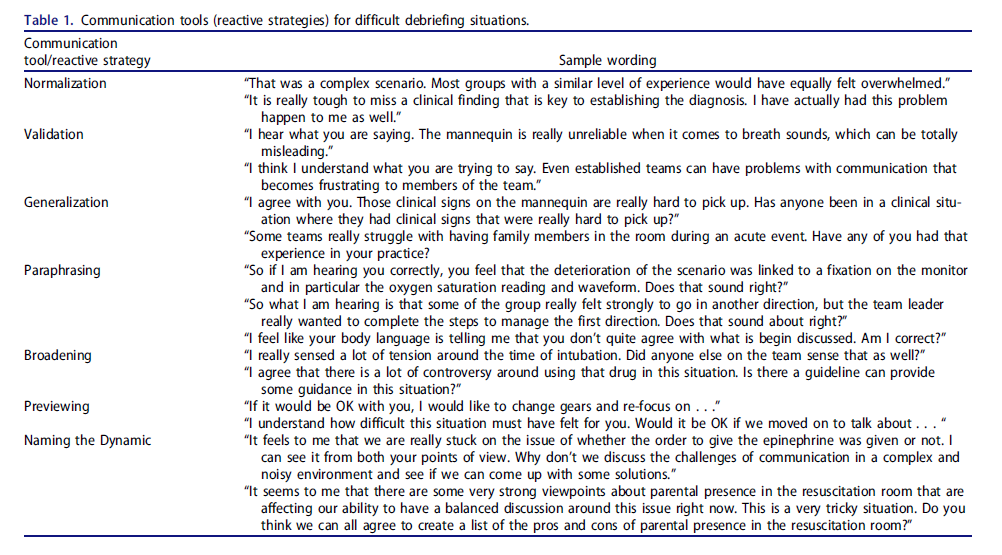 Table 1. Communication tools (reactive strategies) for difficult debriefing situations.
Communication
tool/reactive strategy Sample wording
Normalization “That was a complex scenario. Most groups with a similar level of experience would have equally felt overwhelmed.”
“It is really tough to miss a clinical finding that is key to establishing the diagnosis. I have actually had this problem
happen to me as well.”
Validation “I hear what you are saying. The mannequin is really unreliable when it comes to breath sounds, which can be totally
misleading.”
“I think I understand what you are trying to say. Even established teams can have problems with communication that
becomes frustrating to members of the team.”
Generalization “I agree with you. Those clinical signs on the mannequin are really hard to pick up. Has anyone been in a clinical situ-
ation where they had clinical signs that were really hard to pick up?”
“Some teams really struggle with having family members in the room during an acute event. Have any of you had that
experience in your practice?
Paraphrasing “So if I am hearing you correctly, you feel that the deterioration of the scenario was linked to a fixation on the monitor
and in particular the oxygen saturation reading and waveform. Does that sound right?”
“So what I am hearing is that some of the group really felt strongly to go in another direction, but the team leader
really wanted to complete the steps to manage the first direction. Does that sound about right?”
“I feel like your body language is telling me that you don’t quite agree with what is begin discussed. Am I correct?”
Broadening “I really sensed a lot of tension around the time of intubation. Did anyone else on the team sense that as well?”
“I agree that there is a lot of controversy around using that drug in this situation. Is there a guideline can provide
some guidance in this situation?”
Previewing “If it would be OK with you, I would like to change gears and re-focus on . . .”
“I understand how difficult this situation must have felt for you. Would it be OK if we moved on to talk about . . . “
Naming the Dynamic “It feels to me that we are really stuck on the issue of whether the order to give the epinephrine was given or not. I
can see it from both your points of view. Why don’t we discuss the challenges of communication in a complex and
noisy environment and see if we can come up with some solutions.”
“It seems to me that there are some very strong viewpoints about parental presence in the resuscitation room that are
affecting our ability to have a balanced discussion around this issue right now. This is a very tricky situation. Do you
think we can all agree to create a list of the pros and cons of parental presence in the resuscitation room?”